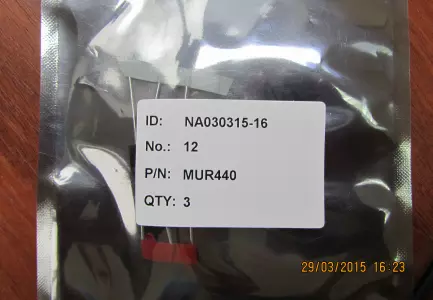 ID: NA030315-16
No.: 12
P/N: MUR440
QTY: 3
29/03/2015 16:23